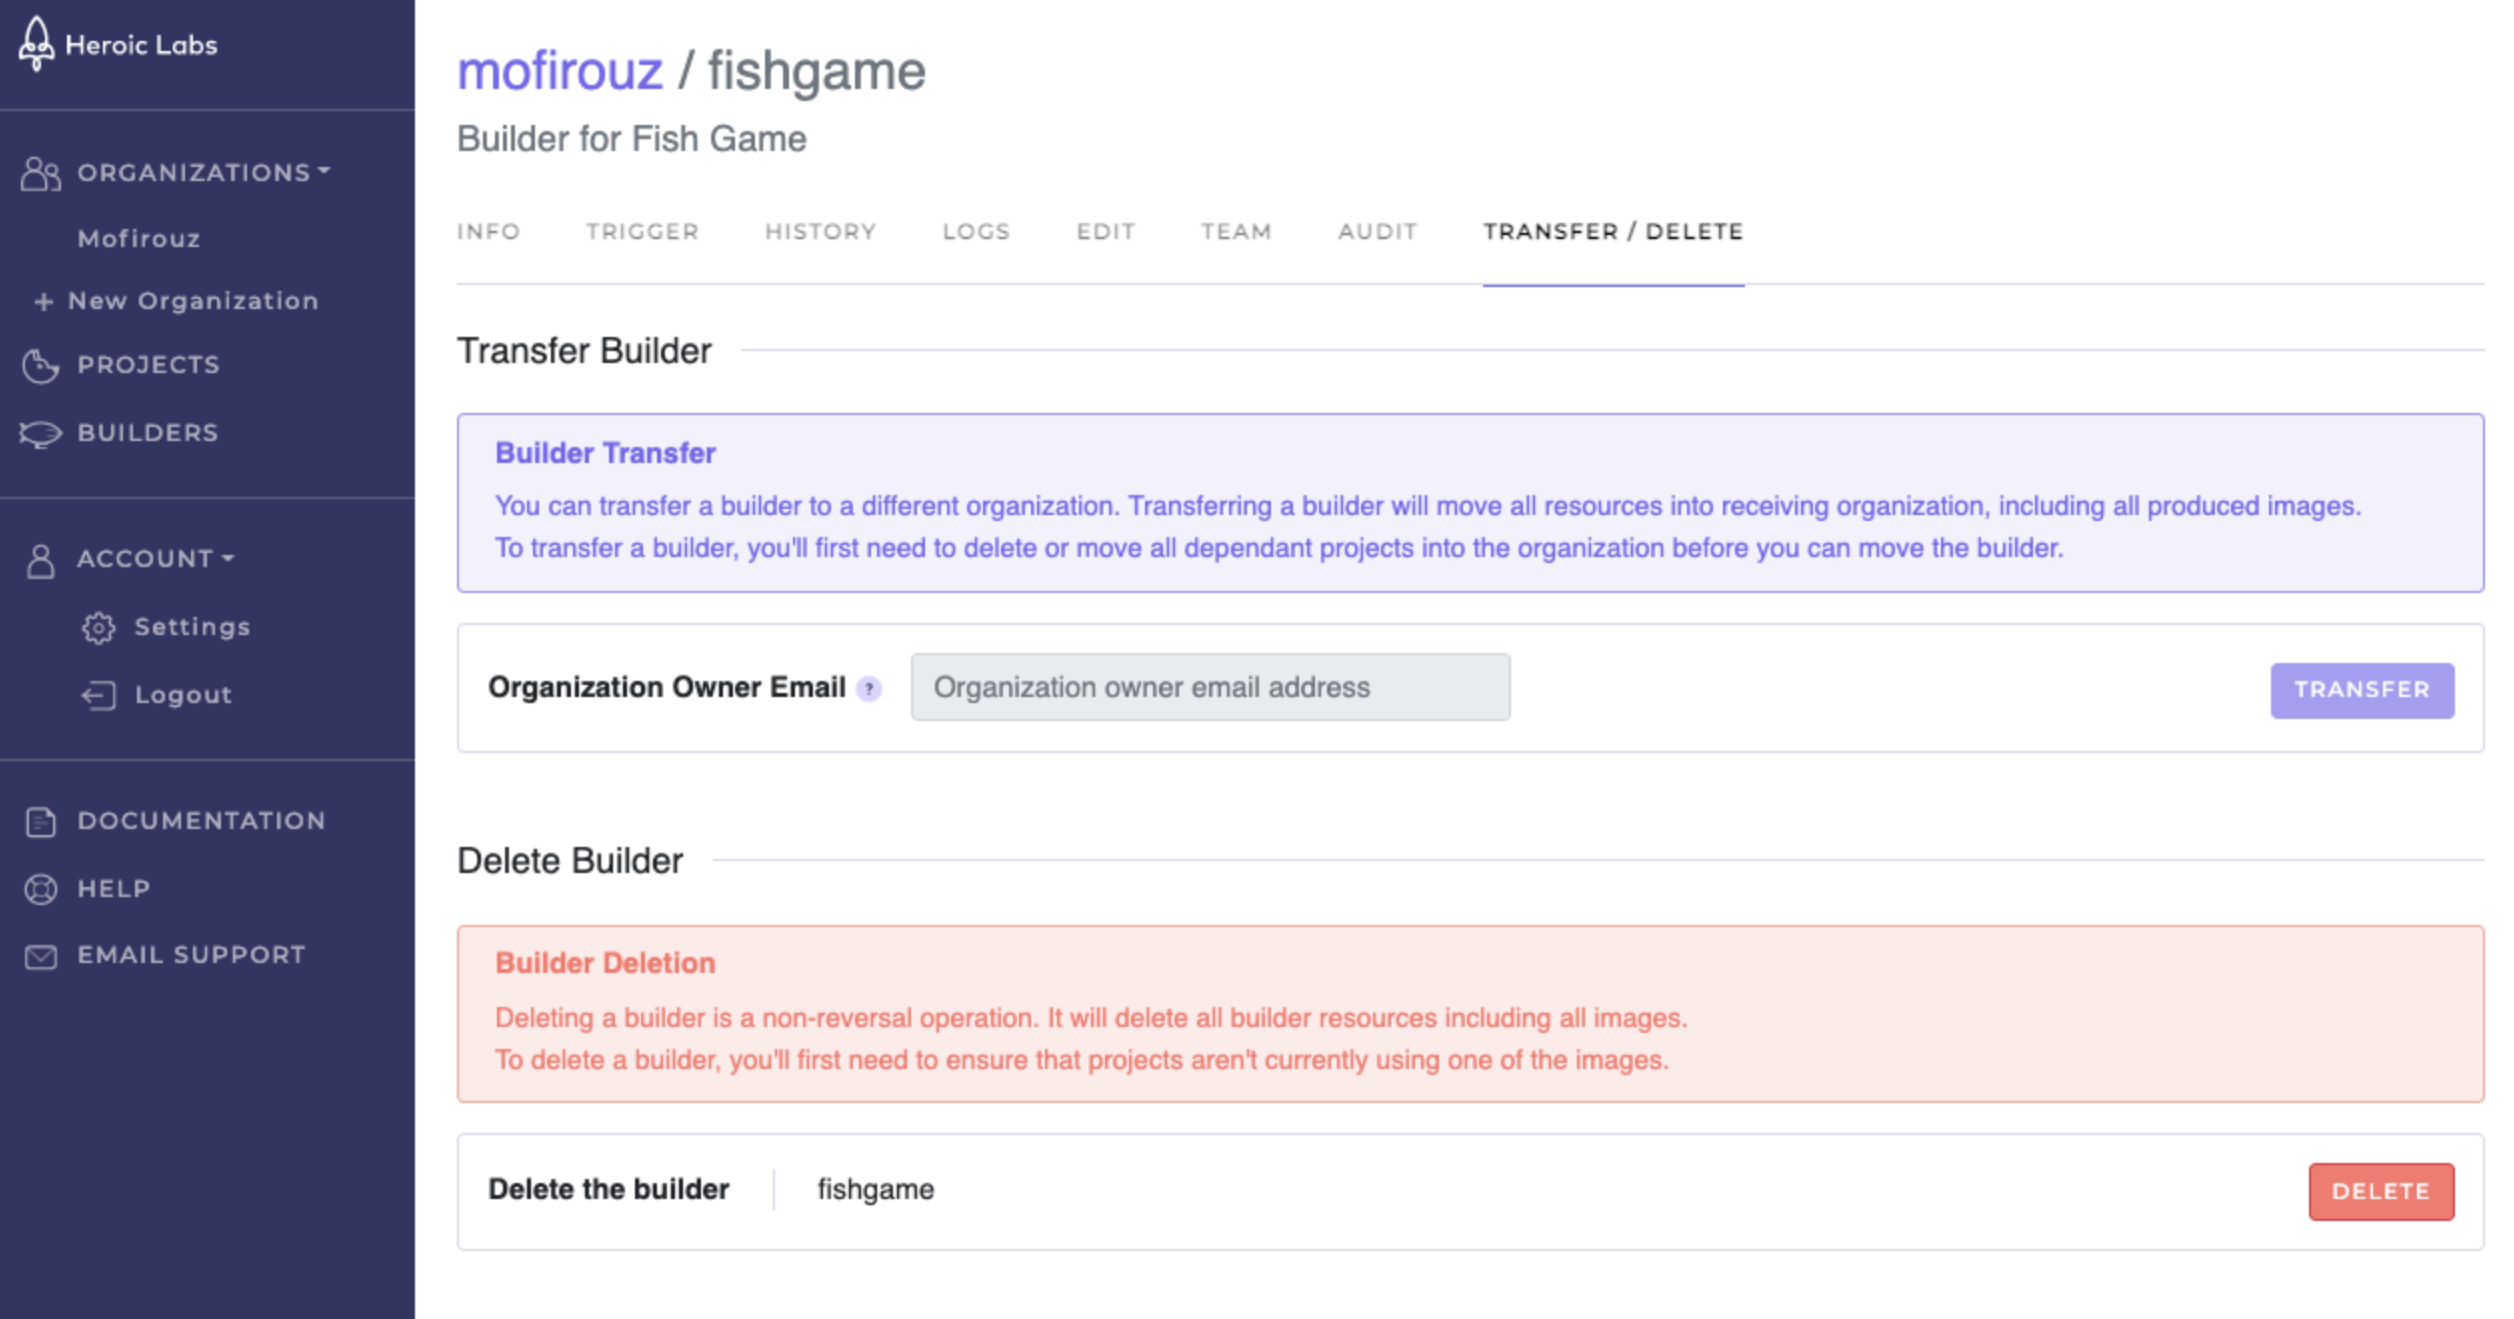 Heroic Labs
ORGANIZATIONS
Mofirouz
+ New Organization
PROJECTS
BUILDERS
ACCOUNT
Settings
Logout
DOCUMENTATION
HELP
EMAIL SUPPORT
mofirouz / fishgame
Builder for Fish Game
INFO TRIGGER HISTORY LOGS EDIT TEAM AUDIT TRANSFER / DELETE
Transfer Builder
Builder Transfer
You can transfer a builder to a different organization. Transferring a builder will move all resources into receiving organization, including all produced images.
To transfer a builder, you'll first need to delete or move all dependant projects into the organization before you can move the builder.
Organization Owner Email ? Organization owner email address TRANSFER
Delete Builder
Builder Deletion
Deleting a builder is a non-reversal operation. It will delete all builder resources including all images.
To delete a builder, you'll first need to ensure that projects aren't currently using one of the images.
Delete the builder fishgame DELETE